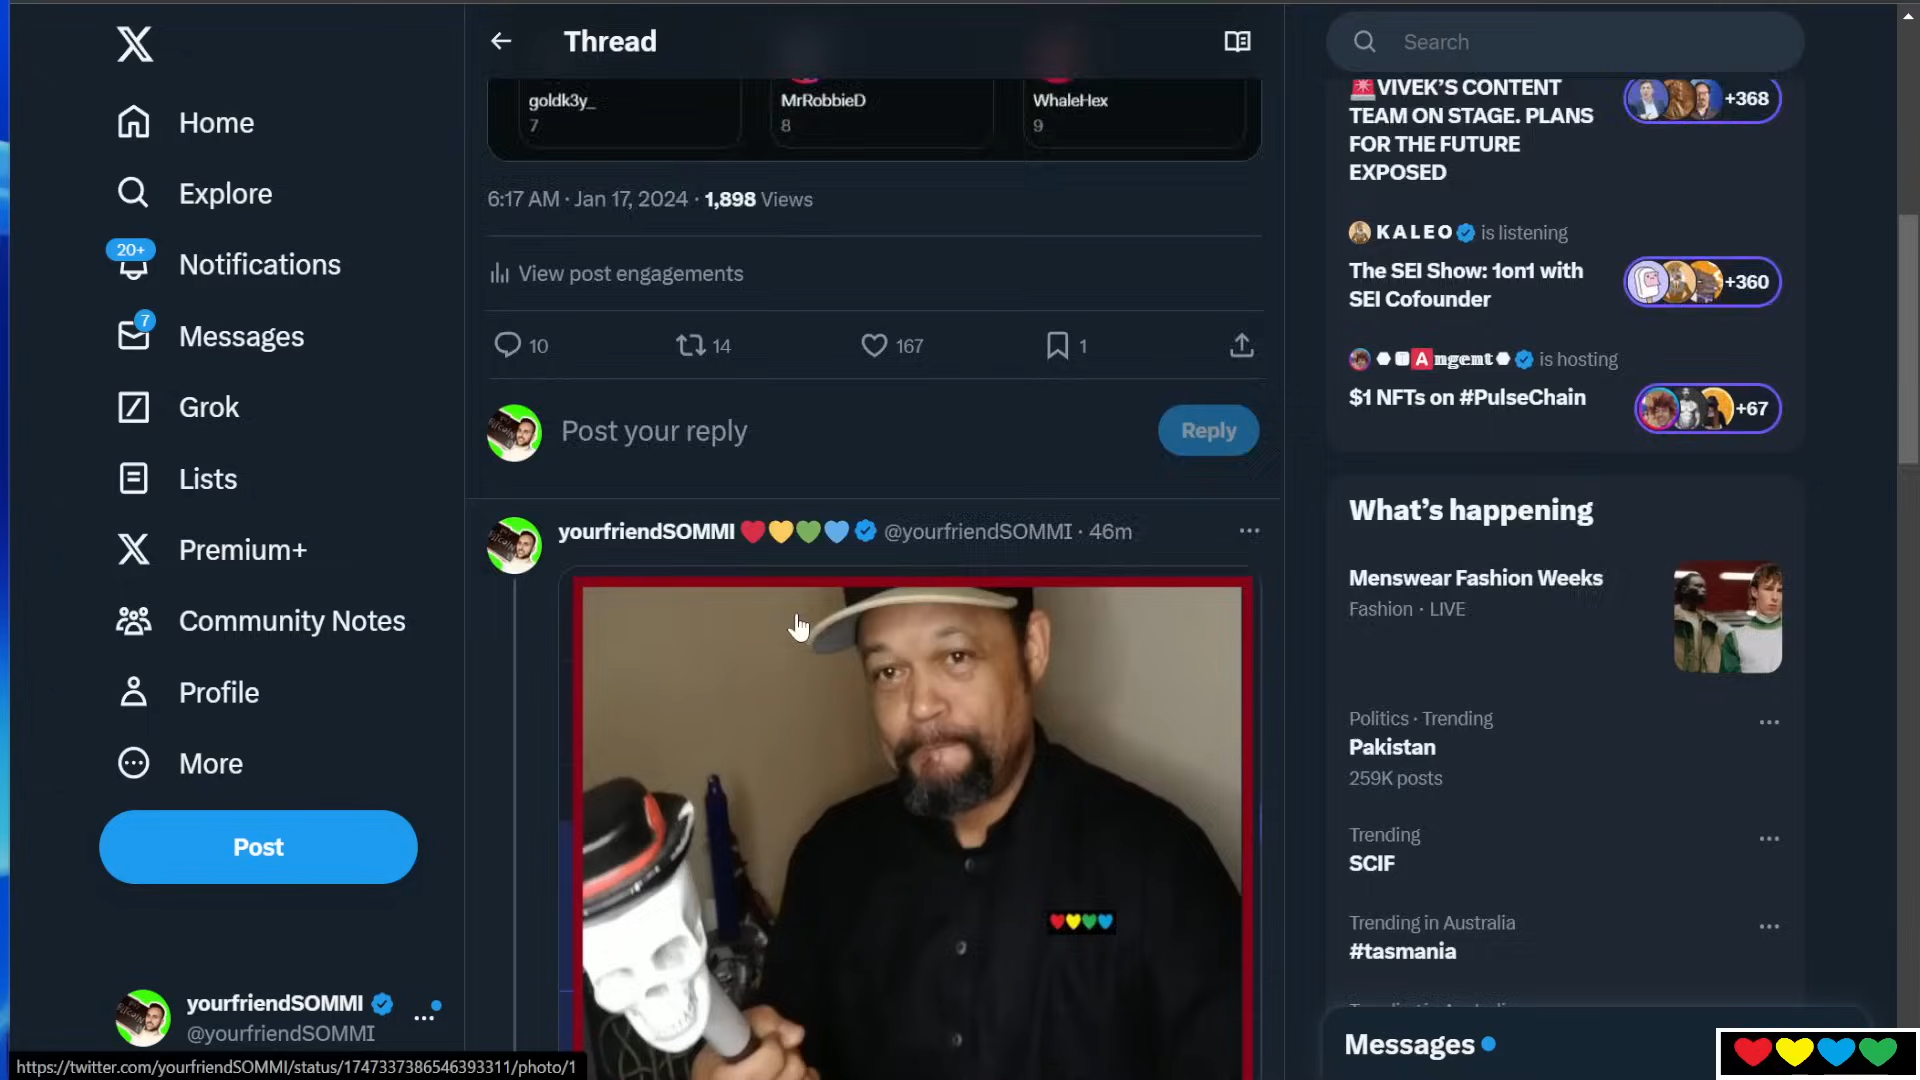 Home
Explore
20+
Notifications
7
Messages
Grok
Lists
Premium+
Community Notes
Profile
More
Post
yourfriendSOMMI
@yourfriendSOMMI
https://twitter.com/yourfriendSOMMI/status/1747337386546393311/photo/1
Thread
goldk3y_
7
MrRobbieD
8
WhaleHex
9
6:17 AM · Jan 17, 2024 · 1,898 Views
View post engagements
10
14
167
1
Post your reply
Reply
yourfriendSOMMI @yourfriendSOMMI · 46m
Search
VIVEK’S CONTENT
TEAM ON STAGE. PLANS
FOR THE FUTURE
EXPOSED
+368
KALEO is listening
The SEI Show: 1on1 with
SEI Cofounder
+360
🅰ngent is hosting
$1 NFTs on #PulseChain
+67
What’s happening
Menswear Fashion Weeks
Fashion · LIVE
Politics · Trending
Pakistan
259K posts
Trending
SCIF
Trending in Australia
#tasmania
Messages